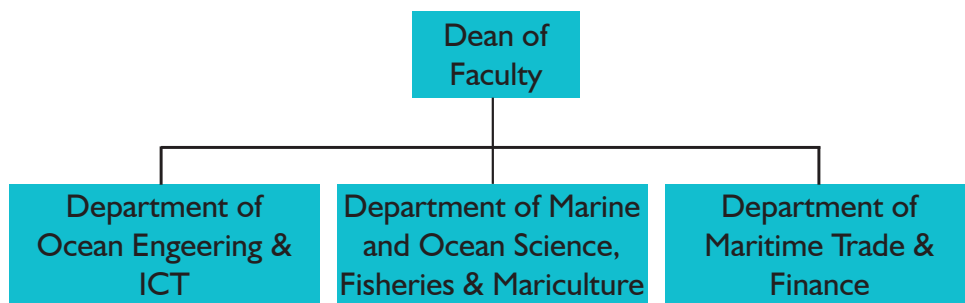 Dean of
Faculty
Department of
Ocean Engeering &
ICT
Department of Marine
and Ocean Science,
Fisheries & Mariculture
Department of
Maritime Trade &
Finance